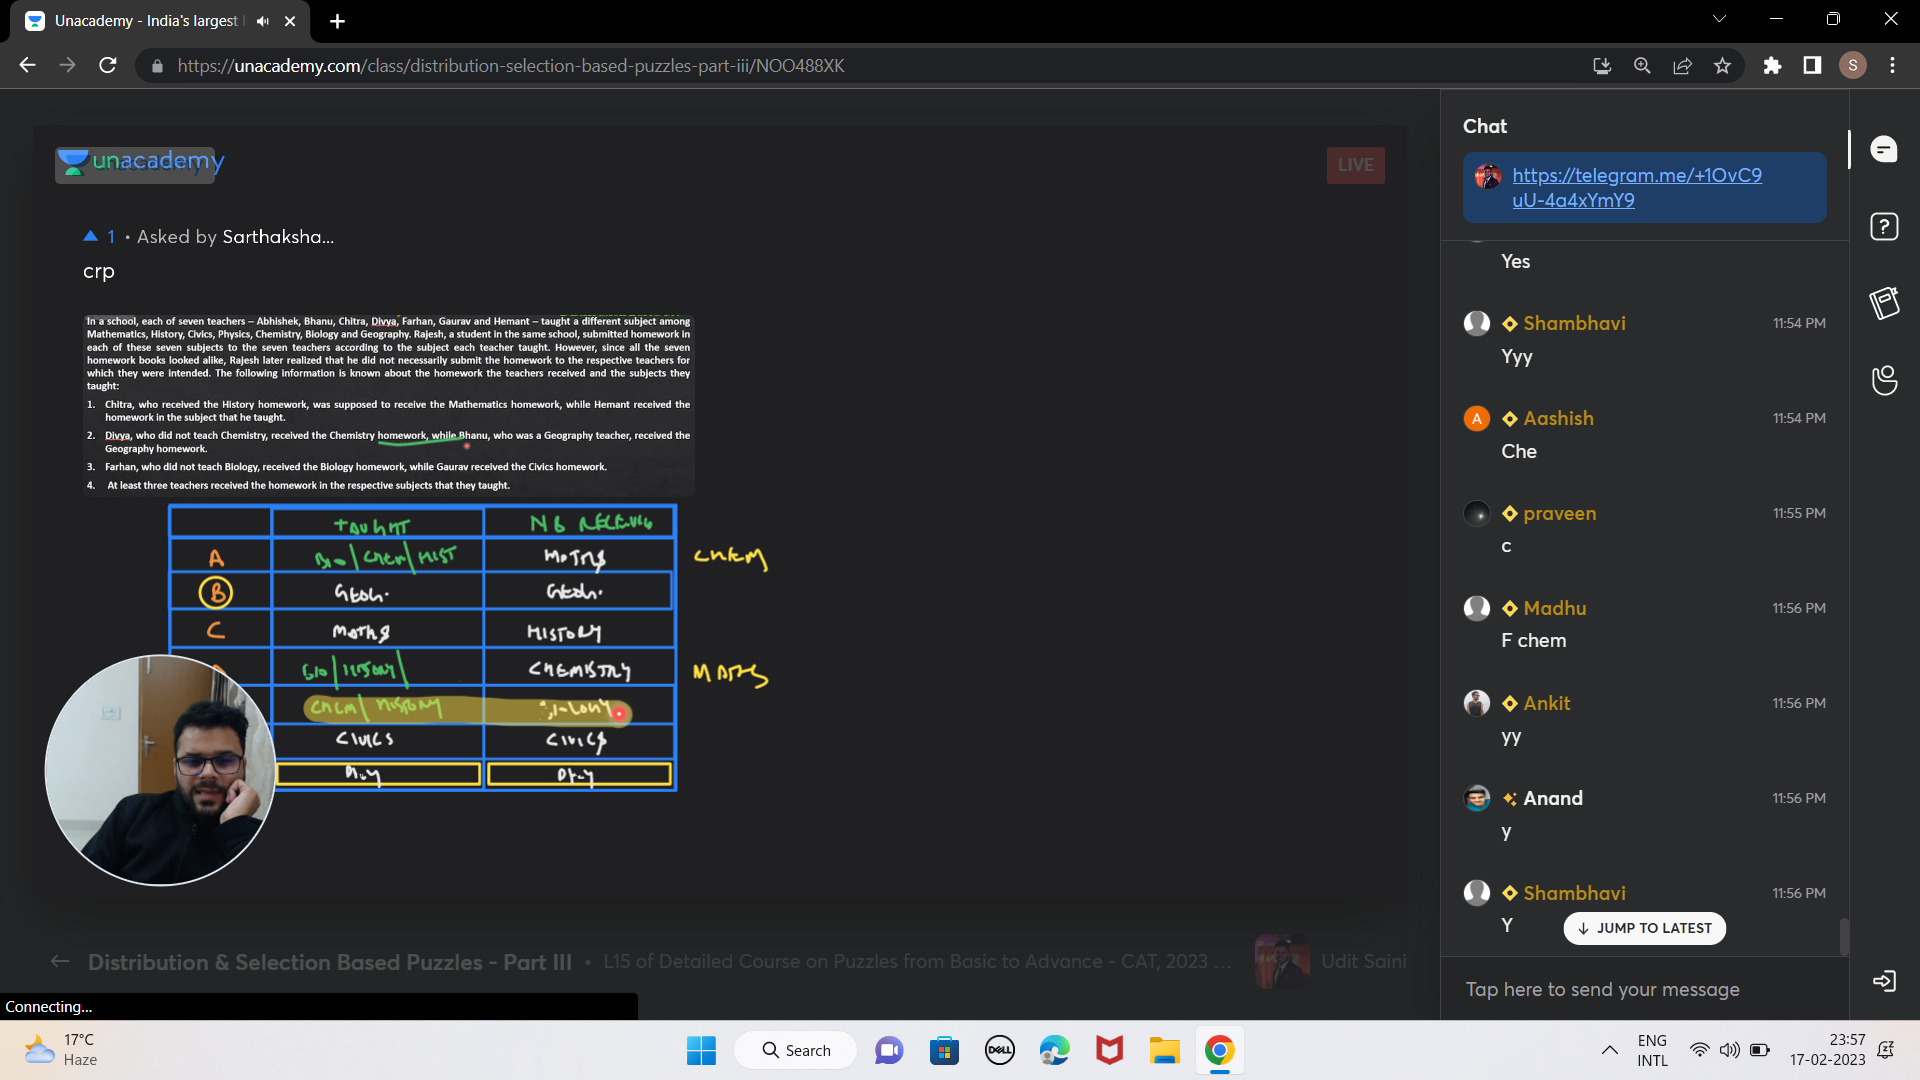 Unacademy - India's largest
https://unacademy.com/class/distribution-selection-based-puzzles-part-iii/NOO488XK
S
unacademy
LIVE
1 • Asked by Sarthaksha...
crp
In a school, each of seven teachers – Abhishek, Bhanu, Chitra, Divya, Farhan, Gaurav and Hemant – taught a different subject among
Mathematics, History, Civics, Physics, Chemistry, Biology and Geography. Rajesh, a student in the same school, submitted homework in
each of these seven subjects to the seven teachers according to the subject each teacher taught. However, since all the seven
homework books looked alike, Rajesh later realized that he did not necessarily submit the homework to the respective teachers for
which they were intended. The following information is known about the homework the teachers received and the subjects they
taught:
1. Chitra, who received the History homework, was supposed to receive the Mathematics homework, while Hemant received the
homework in the subject that he taught.
2. Divya, who did not teach Chemistry, received the Chemistry homework, while Bhanu, who was a Geography teacher, received the
Geography homework.
3. Farhan, who did not teach Biology, received the Biology homework, while Gaurav received the Civics homework.
4. At least three teachers received the homework in the respective subjects that they taught.
TAUGHT
A Bio/CHEM/HIST MATHS CHEM
B
C MATHS HISTORY
BIO/HISTORY/ CHEMISTRY MATHS
CHEM/HISTORY
CIVICS CIVICS
Distribution & Selection Based Puzzles - Part III • L15 of Detailed Course on Puzzles from Basic to Advance - CAT, 2023 ... Udit Saini
Connecting...
Chat
https://telegram.me/+1OvC9
uU-4a4xYmY9
Yes
Shambhavi 11:54 PM
Yyy
A Aashish 11:54 PM
Che
praveen 11:55 PM
c
Madhu 11:56 PM
F chem
Ankit 11:56 PM
yy
Anand 11:56 PM
y
Shambhavi 11:56 PM
Y
JUMP TO LATEST
Tap here to send your message
17°C
Haze
Search
DELL
ENG
INTL
23:57
17-02-2023